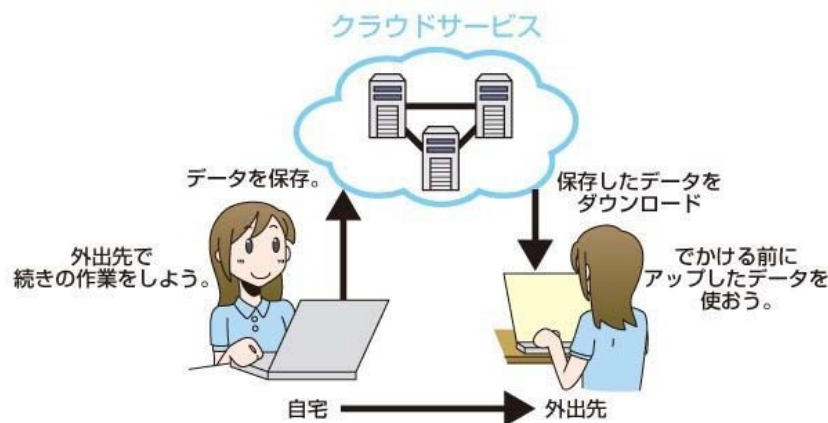 クラウドサービス
データを保存。
保存したデータを
ダウンロード
外出先で
続きの作業をしよう。
でかける前に
アップしたデータを
使おう。
自宅
外出先